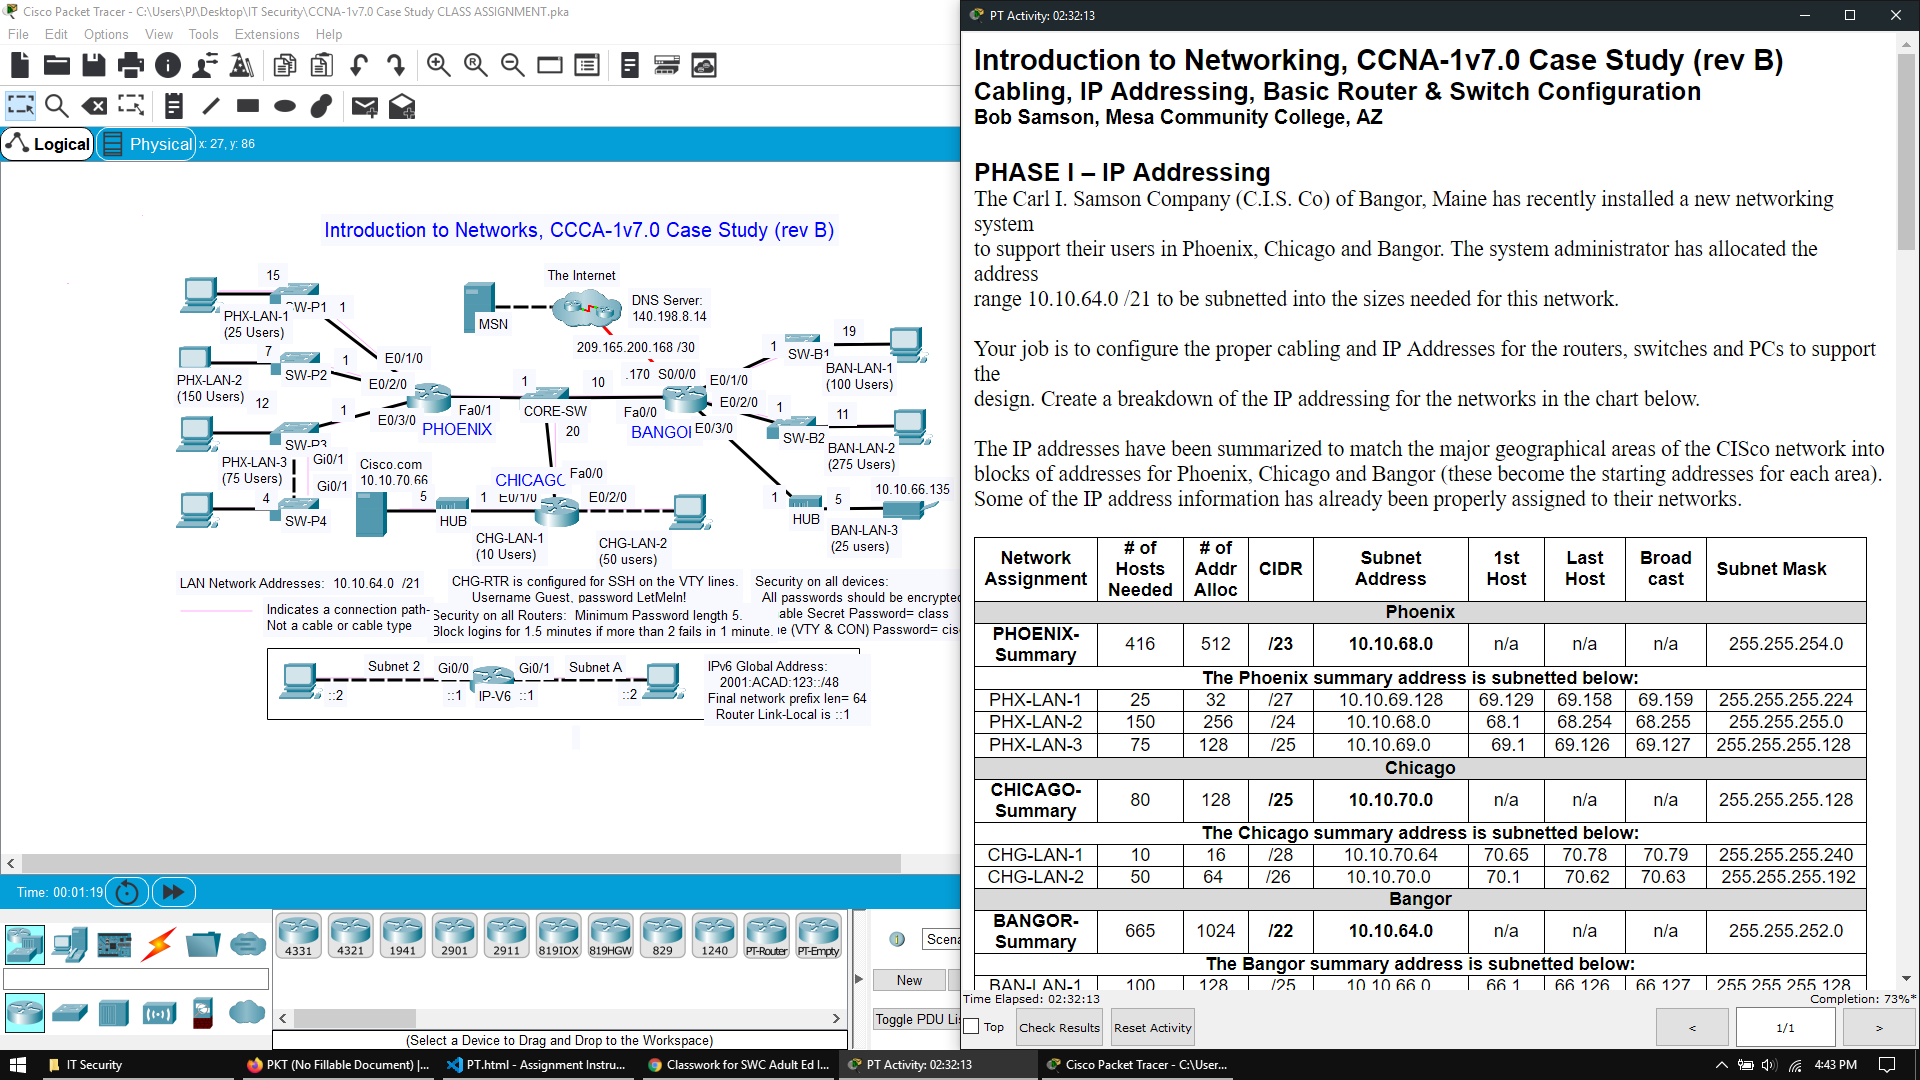 Cisco Packet Tracer - C:\Users\PJ\Desktop\IT Security\CCNA-1v7.0 Case Study CLASS ASSIGNMENT.pka
File Edit Options View Tools Extensions Help
Logical Physical x: 27, y: 86
Introduction to Networks, CCCA-1v7.0 Case Study (rev B)
15
SW-P1
1
PHX-LAN-1
(25 Users)
7
SW-P2
1
E0/1/0
E0/2/0
PHX-LAN-2
(150 Users)
12
1
E0/3/0
SW-P3
PHX-LAN-3
(75 Users)
Gi0/1
Gi0/1
4
SW-P4
Fa0/1
PHOENIX
The Internet
MSN
DNS Server:
140.198.8.14
209.165.200.168 /30
.170 S0/0/0
1
10
CORE-SW
20
Fa0/0
BANGOR
E0/1/0
E0/2/0
E0/3/0
1
SW-B1
19
BAN-LAN-1
(100 Users)
1
SW-B2
11
BAN-LAN-2
(275 Users)
1
HUB
5
10.10.66.135
BAN-LAN-3
(25 users)
Cisco.com
10.10.70.66
5
HUB
1
E0/1/0
CHICAGO
Fa0/0
E0/2/0
CHG-LAN-1
(10 Users)
CHG-LAN-2
(50 users)
LAN Network Addresses: 10.10.64.0 /21
Indicates a connection path-
Not a cable or cable type
CHG-RTR is configured for SSH on the VTY lines.
Username Guest, password LetMeIn!
Security on all Routers: Minimum Password length 5.
Block logins for 1.5 minutes if more than 2 fails in 1 minute.
Security on all devices:
All passwords should be encrypted
able Secret Password= class
e (VTY & CON) Password= cis
Subnet 2
Gi0/0
Gi0/1
Subnet A
::2
::1
IP-V6
::1
::2
IPv6 Global Address:
2001:ACAD:123::/48
Final network prefix len= 64
Router Link-Local is ::1
Time: 00:01:19
4331 4321 1941 2901 2911 819IOX 819HGW 829 1240 PT-Router PT-Empty
Scena
New
Toggle PDU Lis
(Select a Device to Drag and Drop to the Workspace)
PT Activity: 02:32:13
Introduction to Networking, CCNA-1v7.0 Case Study (rev B)
Cabling, IP Addressing, Basic Router & Switch Configuration
Bob Samson, Mesa Community College, AZ
PHASE I – IP Addressing
The Carl I. Samson Company (C.I.S. Co) of Bangor, Maine has recently installed a new networking
system
to support their users in Phoenix, Chicago and Bangor. The system administrator has allocated the
address
range 10.10.64.0 /21 to be subnetted into the sizes needed for this network.
Your job is to configure the proper cabling and IP Addresses for the routers, switches and PCs to support
the
design. Create a breakdown of the IP addressing for the networks in the chart below.
The IP addresses have been summarized to match the major geographical areas of the CISco network into
blocks of addresses for Phoenix, Chicago and Bangor (these become the starting addresses for each area).
Some of the IP address information has already been properly assigned to their networks.
Network Assignment # of Hosts Needed # of Addr Alloc CIDR Subnet Address 1st Host Last Host Broad cast Subnet Mask
Phoenix
PHOENIX-Summary 416 512 /23 10.10.68.0 n/a n/a n/a 255.255.254.0
The Phoenix summary address is subnetted below:
PHX-LAN-1 25 32 /27 10.10.69.128 69.129 69.158 69.159 255.255.255.224
PHX-LAN-2 150 256 /24 10.10.68.0 68.1 68.254 68.255 255.255.255.0
PHX-LAN-3 75 128 /25 10.10.69.0 69.1 69.126 69.127 255.255.255.128
Chicago
CHICAGO-Summary 80 128 /25 10.10.70.0 n/a n/a n/a 255.255.255.128
The Chicago summary address is subnetted below:
CHG-LAN-1 10 16 /28 10.10.70.64 70.65 70.78 70.79 255.255.255.240
CHG-LAN-2 50 64 /26 10.10.70.0 70.1 70.62 70.63 255.255.255.192
Bangor
BANGOR-Summary 665 1024 /22 10.10.64.0 n/a n/a n/a 255.255.252.0
The Bangor summary address is subnetted below:
BAN-LAN-1 100 128 /25 10.10.66.0 66.1 66.126 66.127 255.255.255.128
Time Elapsed: 02:32:13 Completion: 73%*
Top Check Results Reset Activity < 1/1 >
IT Security PKT (No Fillable Document) |... PT.html - Assignment Instru... Classwork for SWC Adult Ed I... PT Activity: 02:32:13 Cisco Packet Tracer - C:\User... 4:43 PM